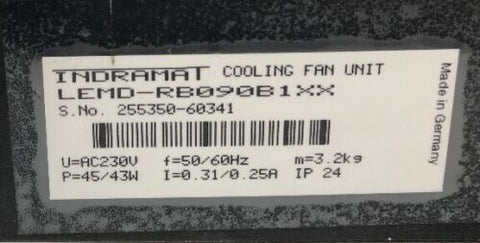 INDRAMAT COOLING FAN UNIT
LEMD-RB090B1XX
S.No. 255350-60341
U=AC230V f=50/60Hz m=3.2kg
P=45/43W I=0.31/0.25A IP 24
Made in Germany